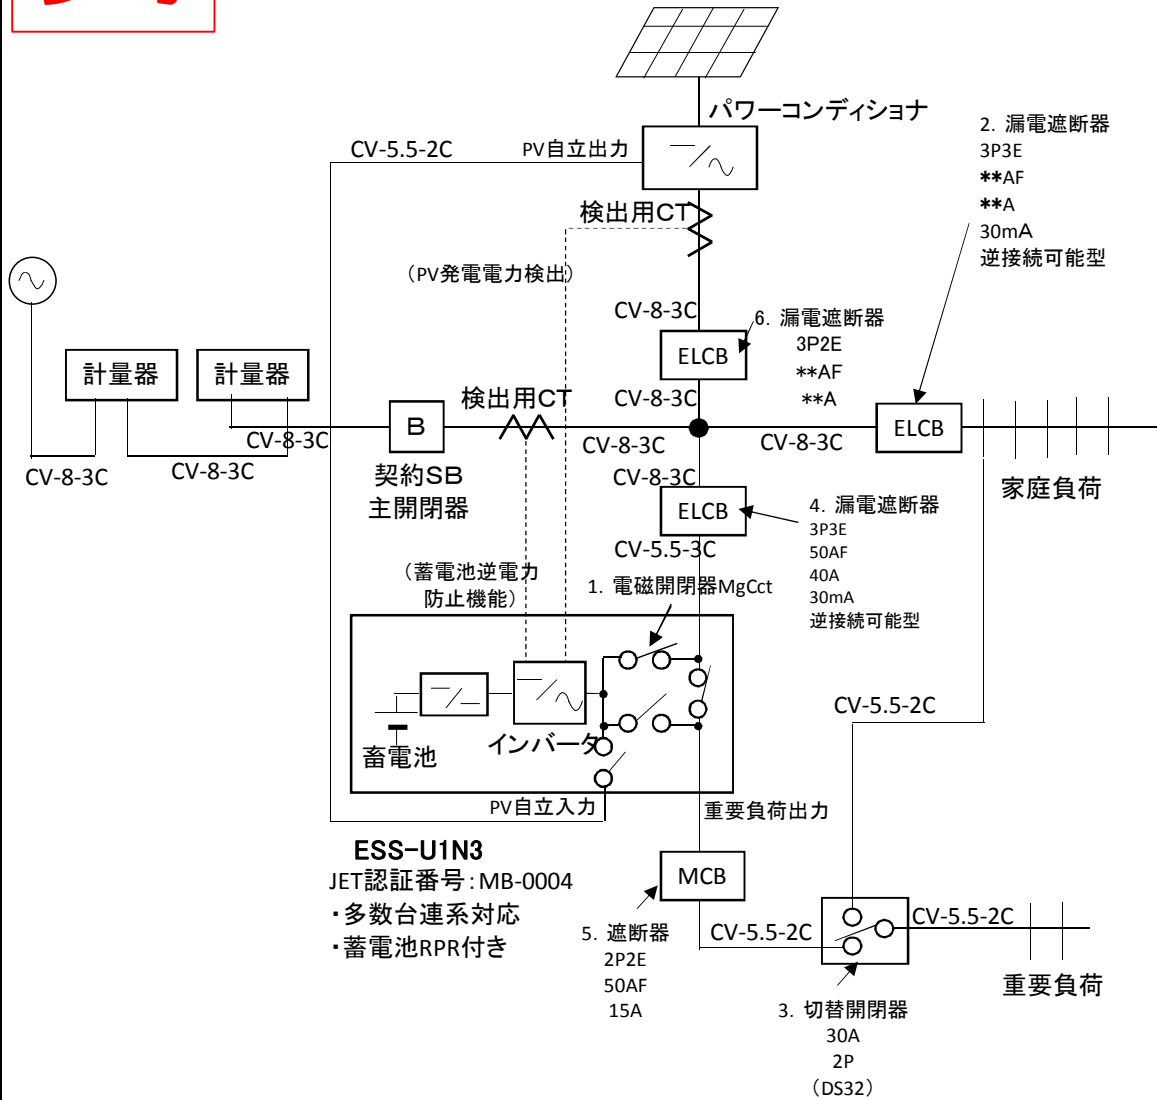 パワーコンディショナ
CV-5.5-2C
PV自立出力
2. 漏電遮断器
3P3E
**AF
**A
30mA
逆接続可能型
検出用CT
(PV発電電力検出)
CV-8-3C
6. 漏電遮断器
3P2E
**AF
**A
ELCB
計量器
計量器
検出用CT
CV-8-3C
B
ELCB
CV-8-3C
CV-8-3C
CV-8-3C
CV-8-3C
CV-8-3C
契約SB
主開閉器
CV-8-3C
家庭負荷
ELCB
4. 漏電遮断器
3P3E
50AF
40A
30mA
逆接続可能型
CV-5.5-3C
(蓄電池逆電力
防止機能)
1. 電磁開閉器MgCct
CV-5.5-2C
インバータ
蓄電池
PV自立入力
重要負荷出力
ESS-U1N3
JET認証番号:MB-0004
・多数台連系対応
・蓄電池RPR付き
MCB
5. 遮断器
2P2E
50AF
15A
CV-5.5-2C
CV-5.5-2C
重要負荷
3. 切替開閉器
30A
2P
(DS32)